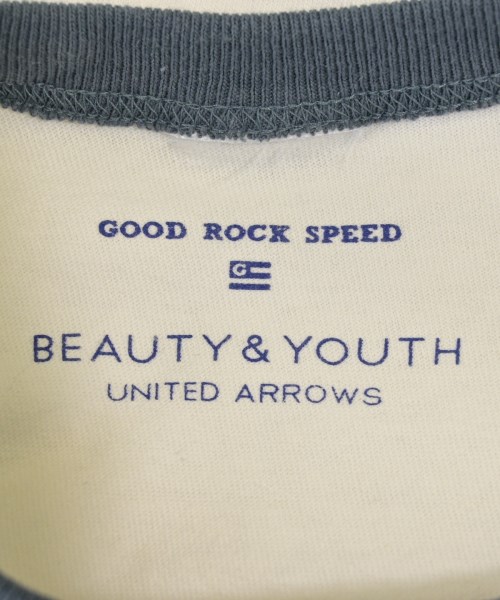 GOOD ROCK SPEED
G
BEAUTY & YOUTH
UNITED ARROWS